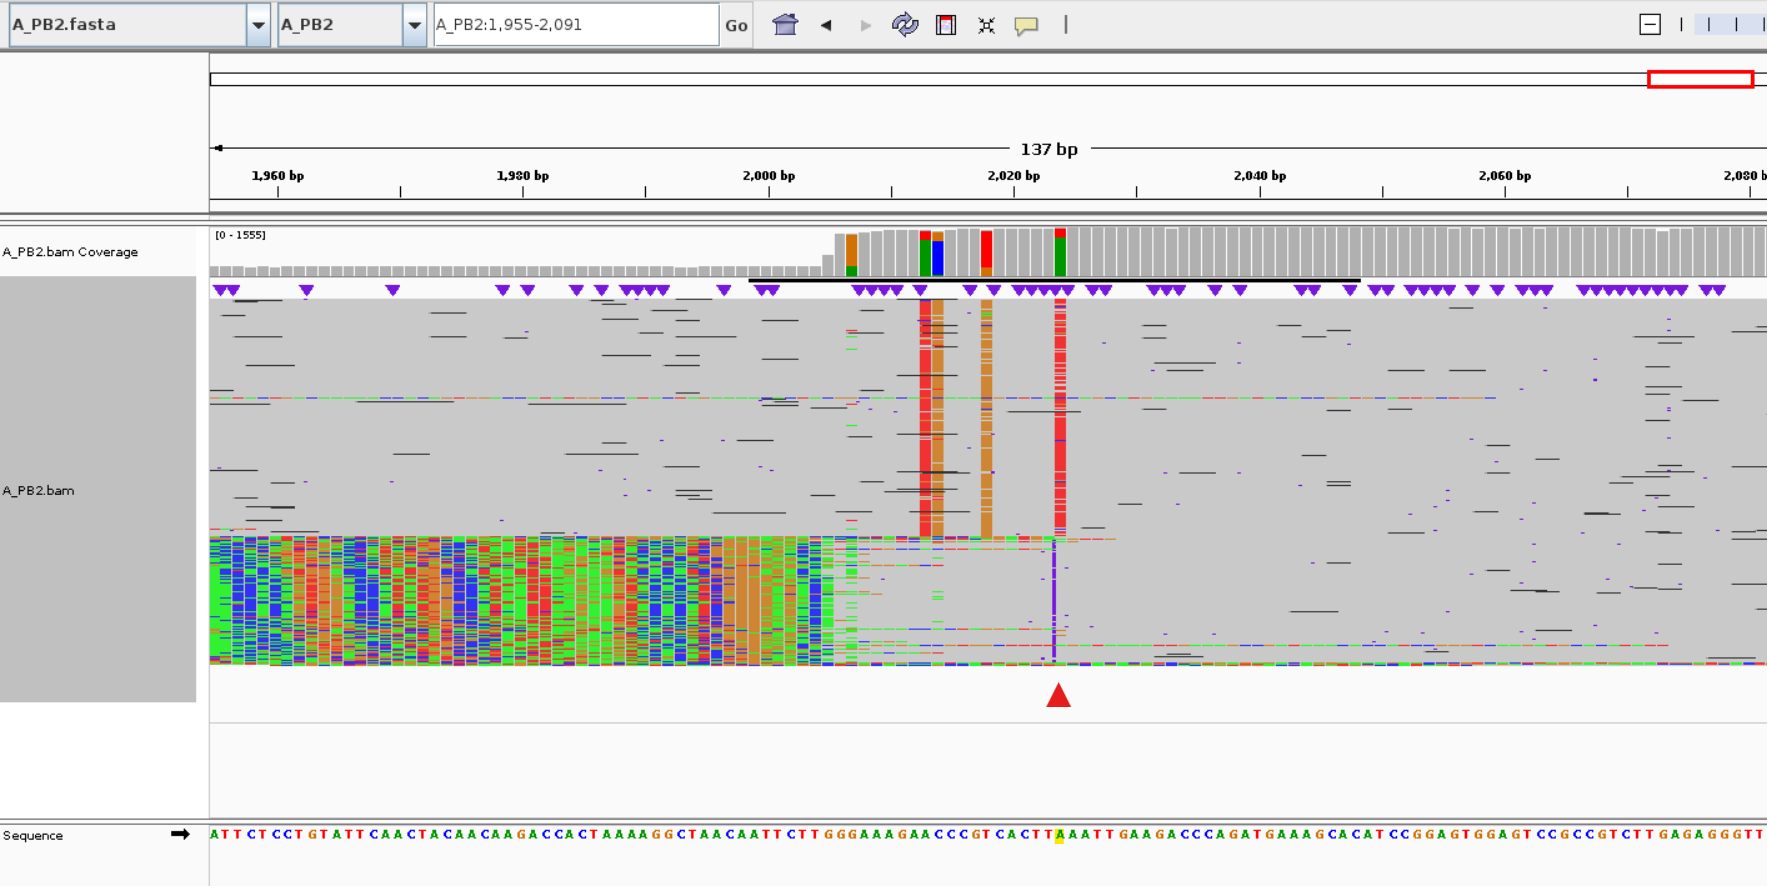 A_PB2.fasta A_PB2 A_PB2:1,955-2,091 Go
137 bp
1,960 bp 1,980 bp 2,000 bp 2,020 bp 2,040 bp 2,060 bp 2,080 b
[0 - 1555]
A_PB2.bam Coverage
A_PB2.bam
Sequence ATTCTCCTGTATTCAACTACAACAAGACCACTAAAAGGCTAACAATTCTTGGGAAAGAACCCGTCACTTAAATTGAAGACCCAGATGAAAGCACATCCGGAGTGGAGTCCGCCGTCTTGAGAGGGTT